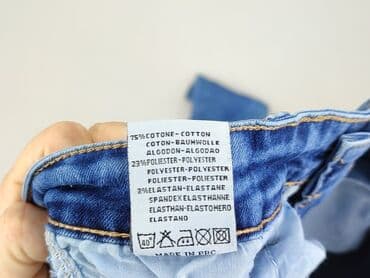 75%COTONE-COTTON
COTON-BAUMWOLLE
ALGODON-ALGODAO
23%POLIESTER-POLYESTER
POLYESTER-POLYESTER
POLIESTER-POLIESTER
2%ELASTAN-ELASTANE
SPANDEX ELASTHANNE
ELASTHAN-ELASTOMERO
ELASTANO
40°
MADE IN PRC